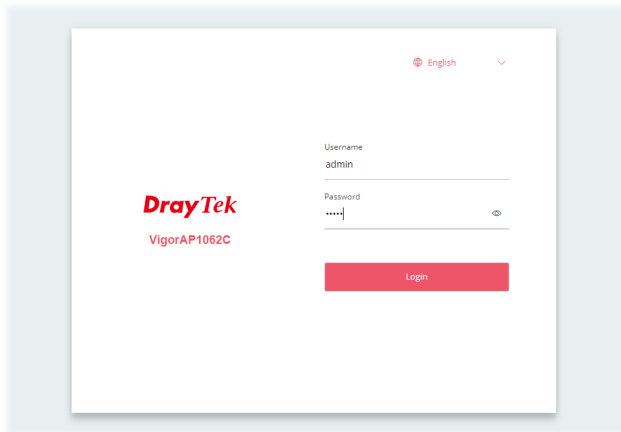 English
Username
admin
Password
•••••
DrayTek
VigorAP1062C
Login